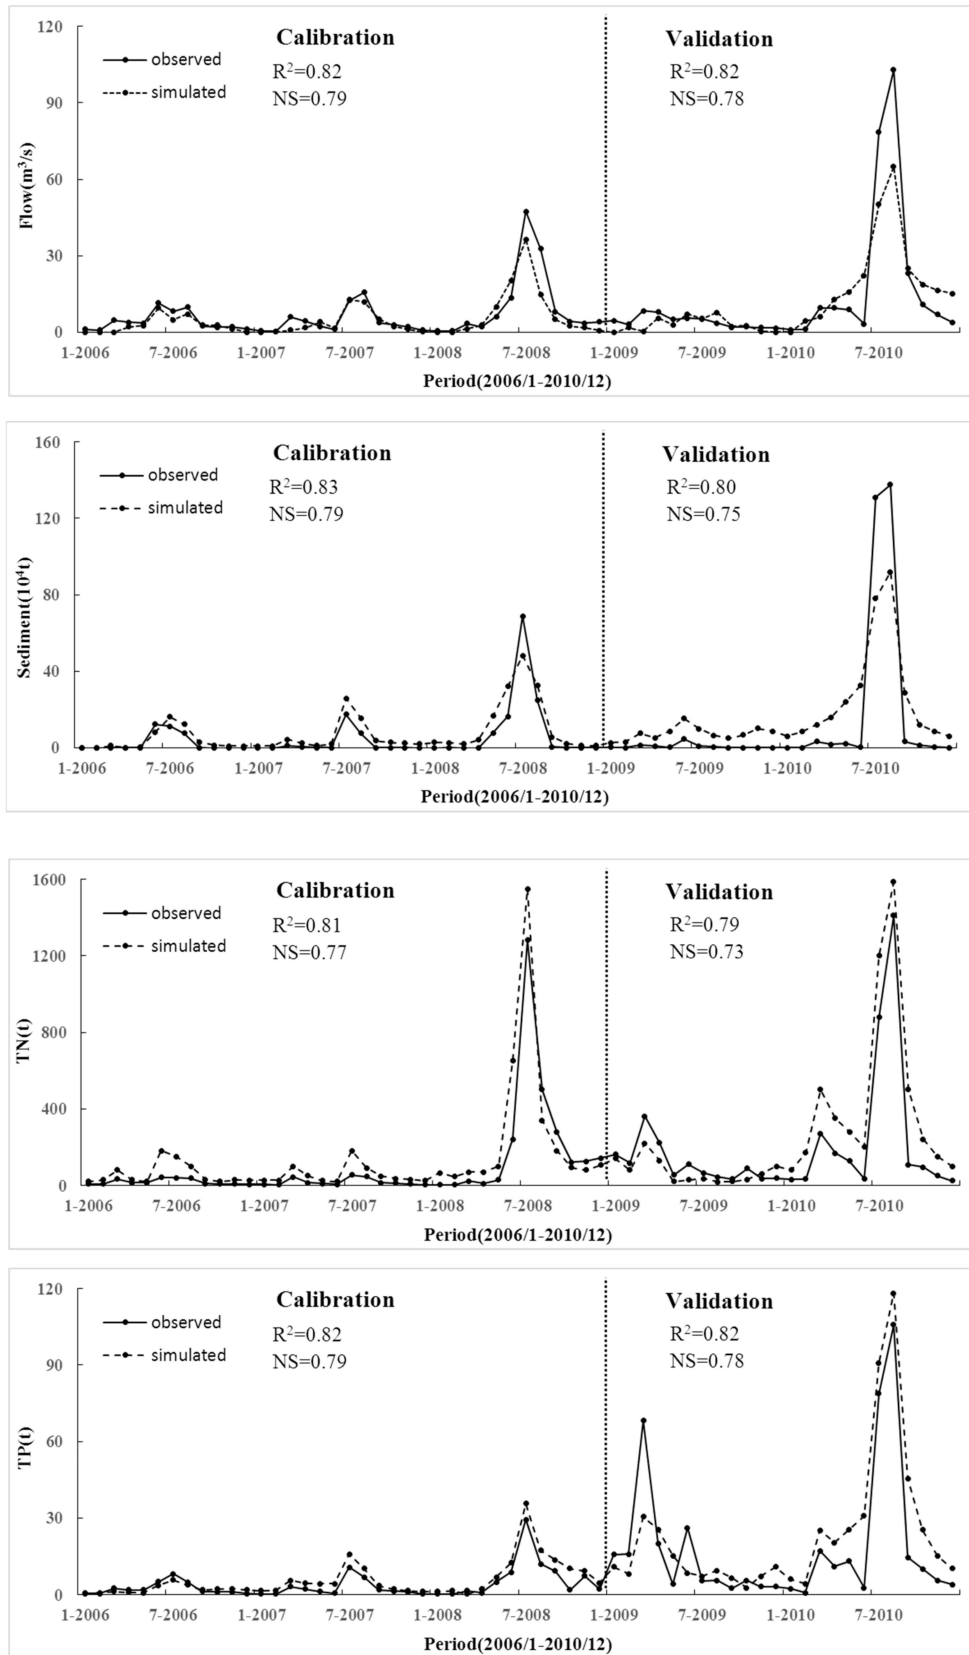 120
90
60
30
0
Flow(m³/s)
observed
simulated
Calibration
R²=0.82
NS=0.79
Validation
R²=0.82
NS=0.78
1-2006 7-2006 1-2007 7-2007 1-2008 7-2008 1-2009 7-2009 1-2010 7-2010
Period(2006/1-2010/12)
160
120
80
40
0
Sediment(10⁴t)
observed
simulated
Calibration
R²=0.83
NS=0.79
Validation
R²=0.80
NS=0.75
1-2006 7-2006 1-2007 7-2007 1-2008 7-2008 1-2009 7-2009 1-2010 7-2010
Period(2006/1-2010/12)
1600
1200
800
400
0
TN(t)
observed
simulated
Calibration
R²=0.81
NS=0.77
Validation
R²=0.79
NS=0.73
1-2006 7-2006 1-2007 7-2007 1-2008 7-2008 1-2009 7-2009 1-2010 7-2010
Period(2006/1-2010/12)
120
90
60
30
0
TP(t)
observed
simulated
Calibration
R²=0.82
NS=0.79
Validation
R²=0.82
NS=0.78
1-2006 7-2006 1-2007 7-2007 1-2008 7-2008 1-2009 7-2009 1-2010 7-2010
Period(2006/1-2010/12)